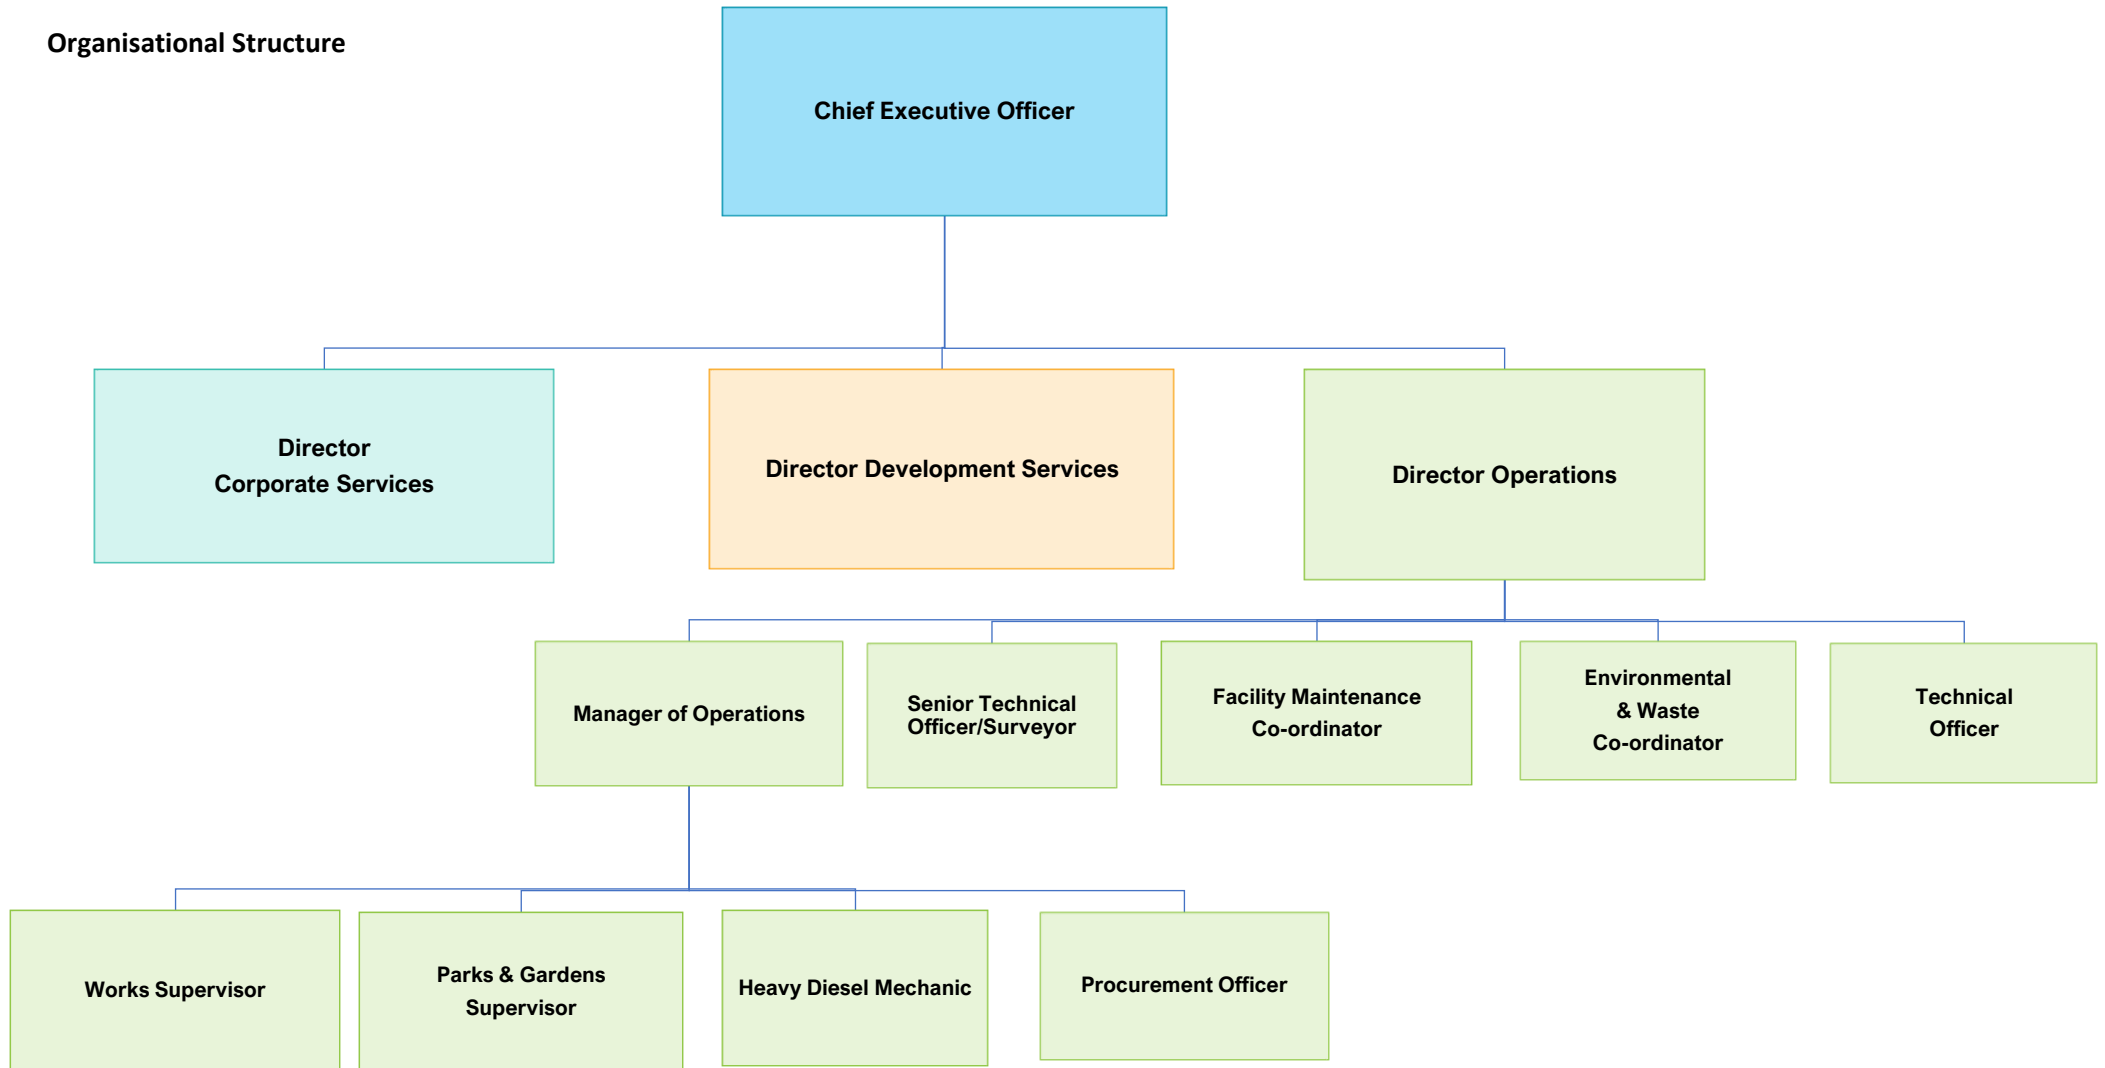 Organisational Structure
Chief Executive Officer
Director
Corporate Services
Director Development Services
Director Operations
Manager of Operations
Senior Technical
Officer/Surveyor
Facility Maintenance
Co-ordinator
Environmental
& Waste
Co-ordinator
Technical
Officer
Works Supervisor
Parks & Gardens
Supervisor
Heavy Diesel Mechanic
Procurement Officer